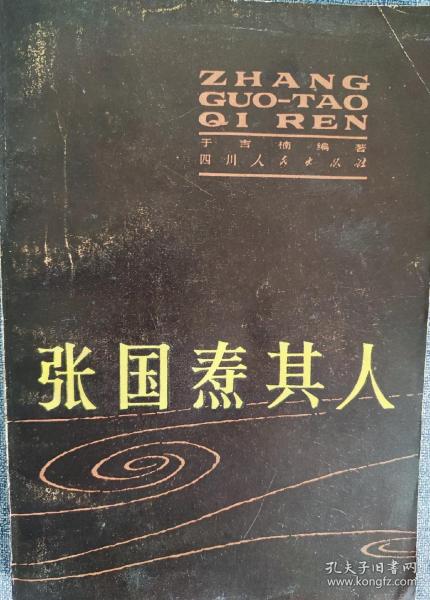 ZHANG
GUO-TAO
QI REN
于吉楠编著
四川人民出版社
张国焘其人
孔夫子旧书网
book.kongfz.com